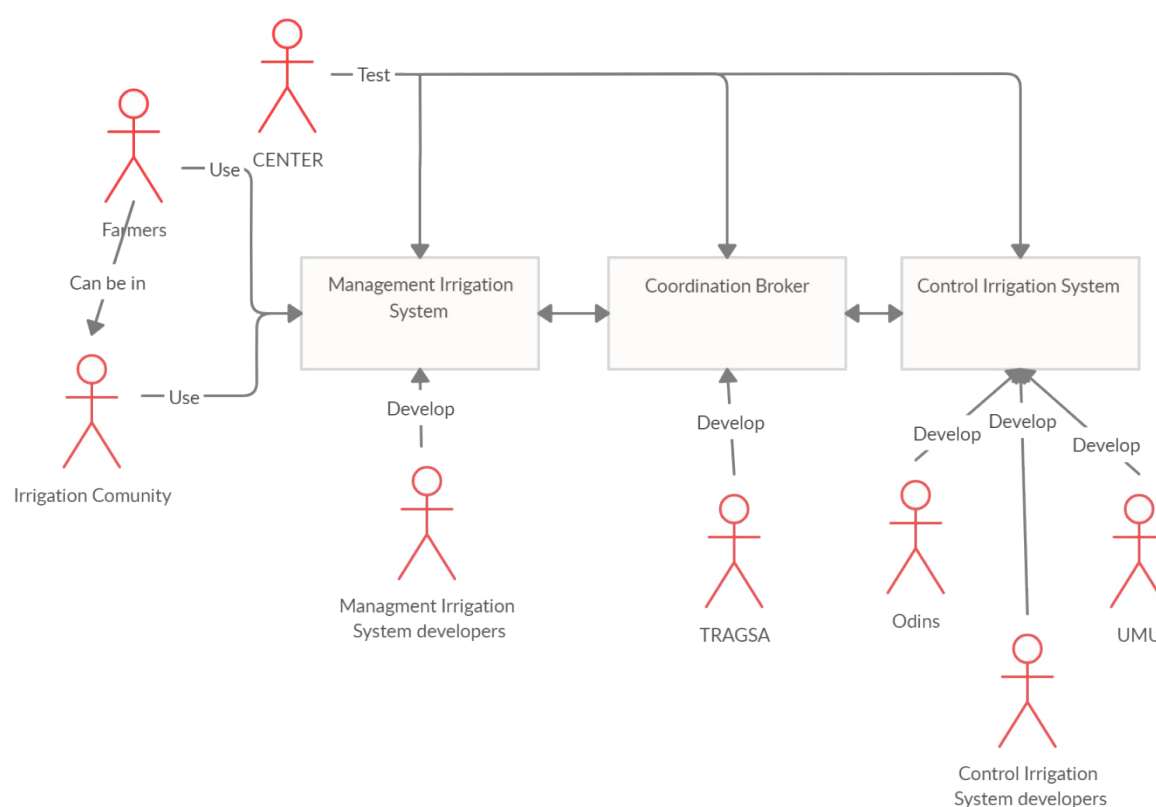 Test
CENTER
Use
Farmers
Can be in
Management Irrigation
System
Coordination Broker
Control Irrigation System
Use
Irrigation Comunity
Develop
Develop
Develop
Develop
Develop
Managment Irrigation
System developers
TRAGSA
Odins
UMU
Control Irrigation
System developers